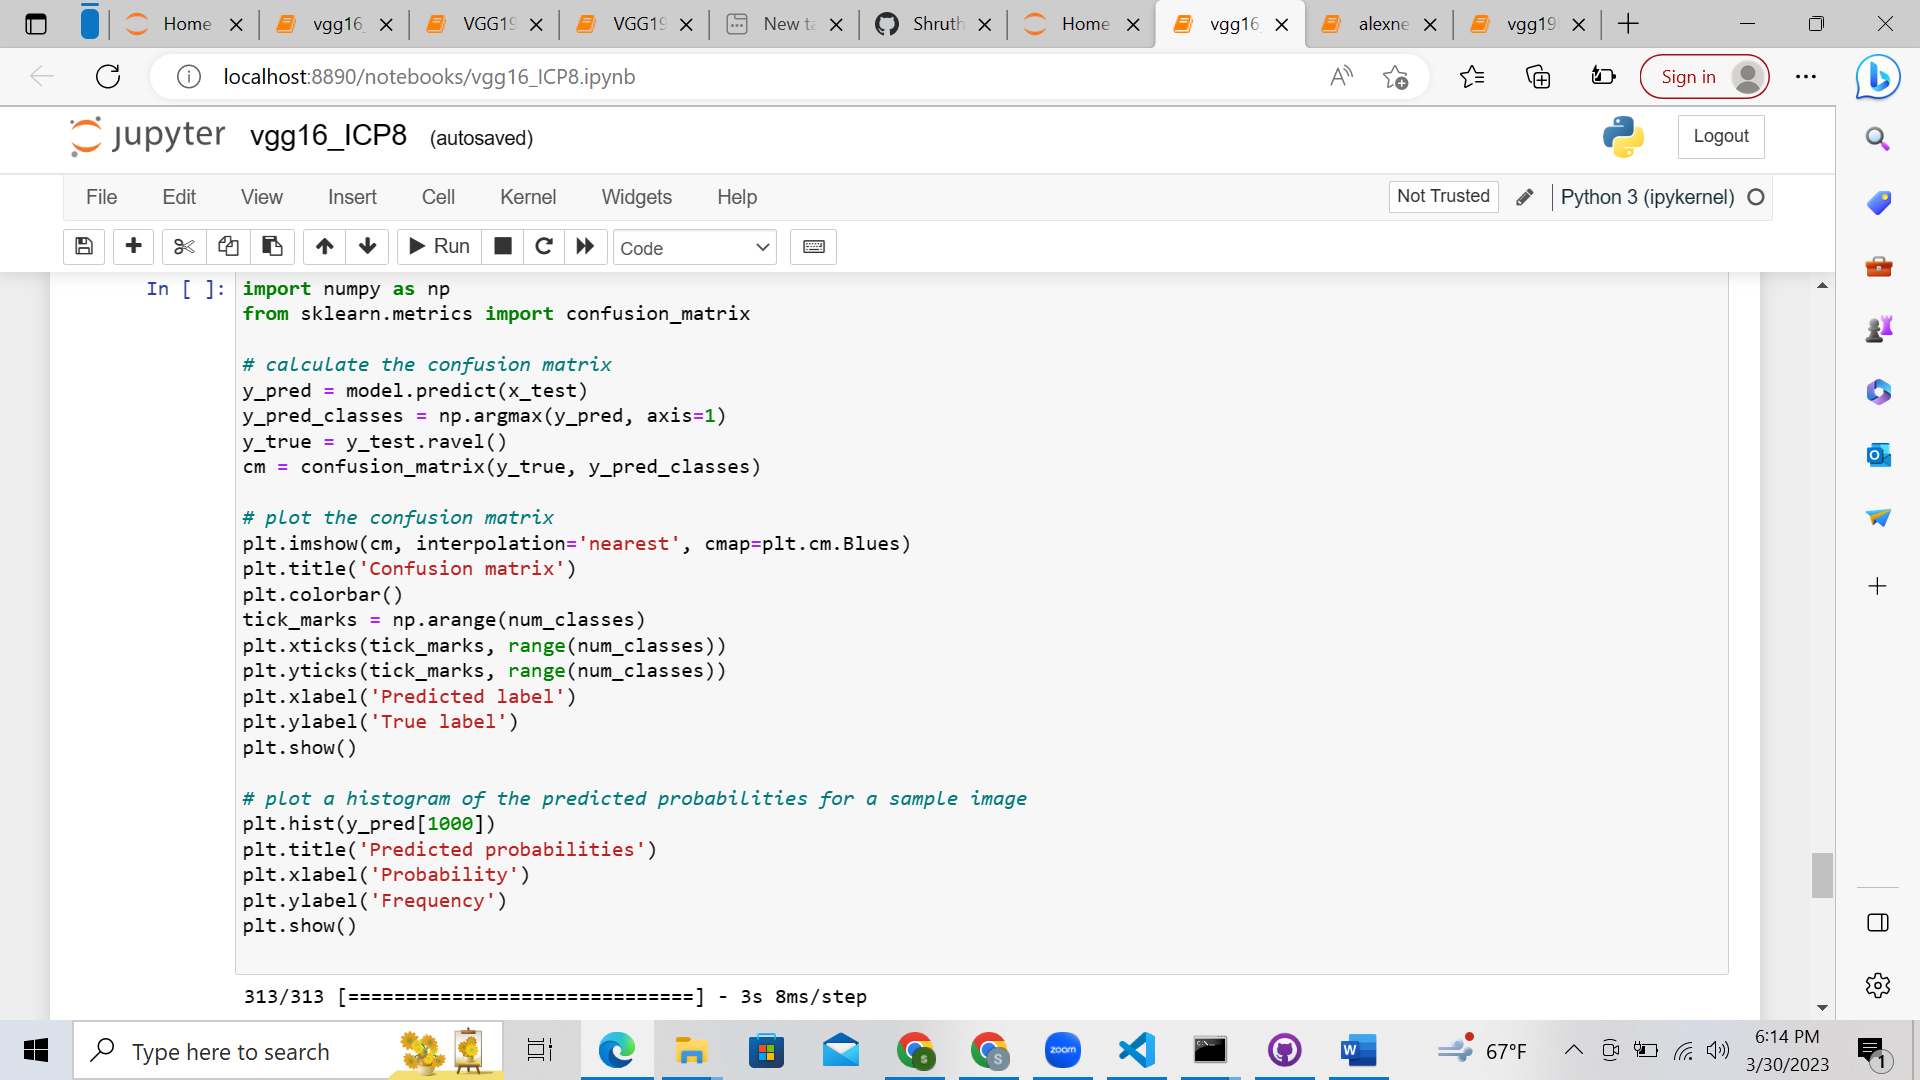 Home
vgg16_
VGG19
VGG19
New ta
Shruth
Home
vgg16_
alexne
vgg19
localhost:8890/notebooks/vgg16_ICP8.ipynb
Sign in
jupyter vgg16_ICP8 (autosaved)
Logout
File Edit View Insert Cell Kernel Widgets Help
Not Trusted
Python 3 (ipykernel)
Run
Code
In [ ]:
import numpy as np
from sklearn.metrics import confusion_matrix
# calculate the confusion matrix
y_pred = model.predict(x_test)
y_pred_classes = np.argmax(y_pred, axis=1)
y_true = y_test.ravel()
cm = confusion_matrix(y_true, y_pred_classes)
# plot the confusion matrix
plt.imshow(cm, interpolation='nearest', cmap=plt.cm.Blues)
plt.title('Confusion matrix')
plt.colorbar()
tick_marks = np.arange(num_classes)
plt.xticks(tick_marks, range(num_classes))
plt.yticks(tick_marks, range(num_classes))
plt.xlabel('Predicted label')
plt.ylabel('True label')
plt.show()
# plot a histogram of the predicted probabilities for a sample image
plt.hist(y_pred[1000])
plt.title('Predicted probabilities')
plt.xlabel('Probability')
plt.ylabel('Frequency')
plt.show()
313/313 [==============================] - 3s 8ms/step
Type here to search
zoom
67°F
6:14 PM
3/30/2023
1